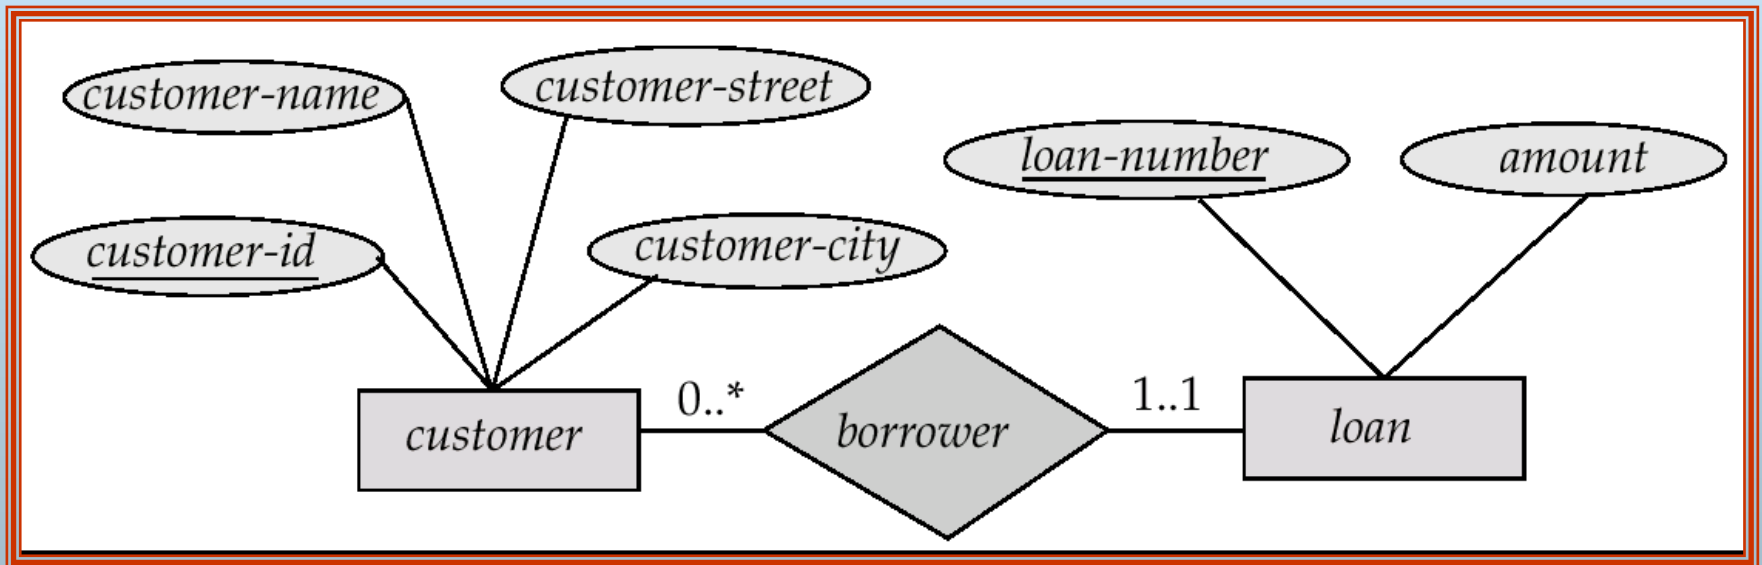 customer-name
customer-street
loan-number
amount
customer-id
customer-city
customer
0..*
borrower
1..1
loan